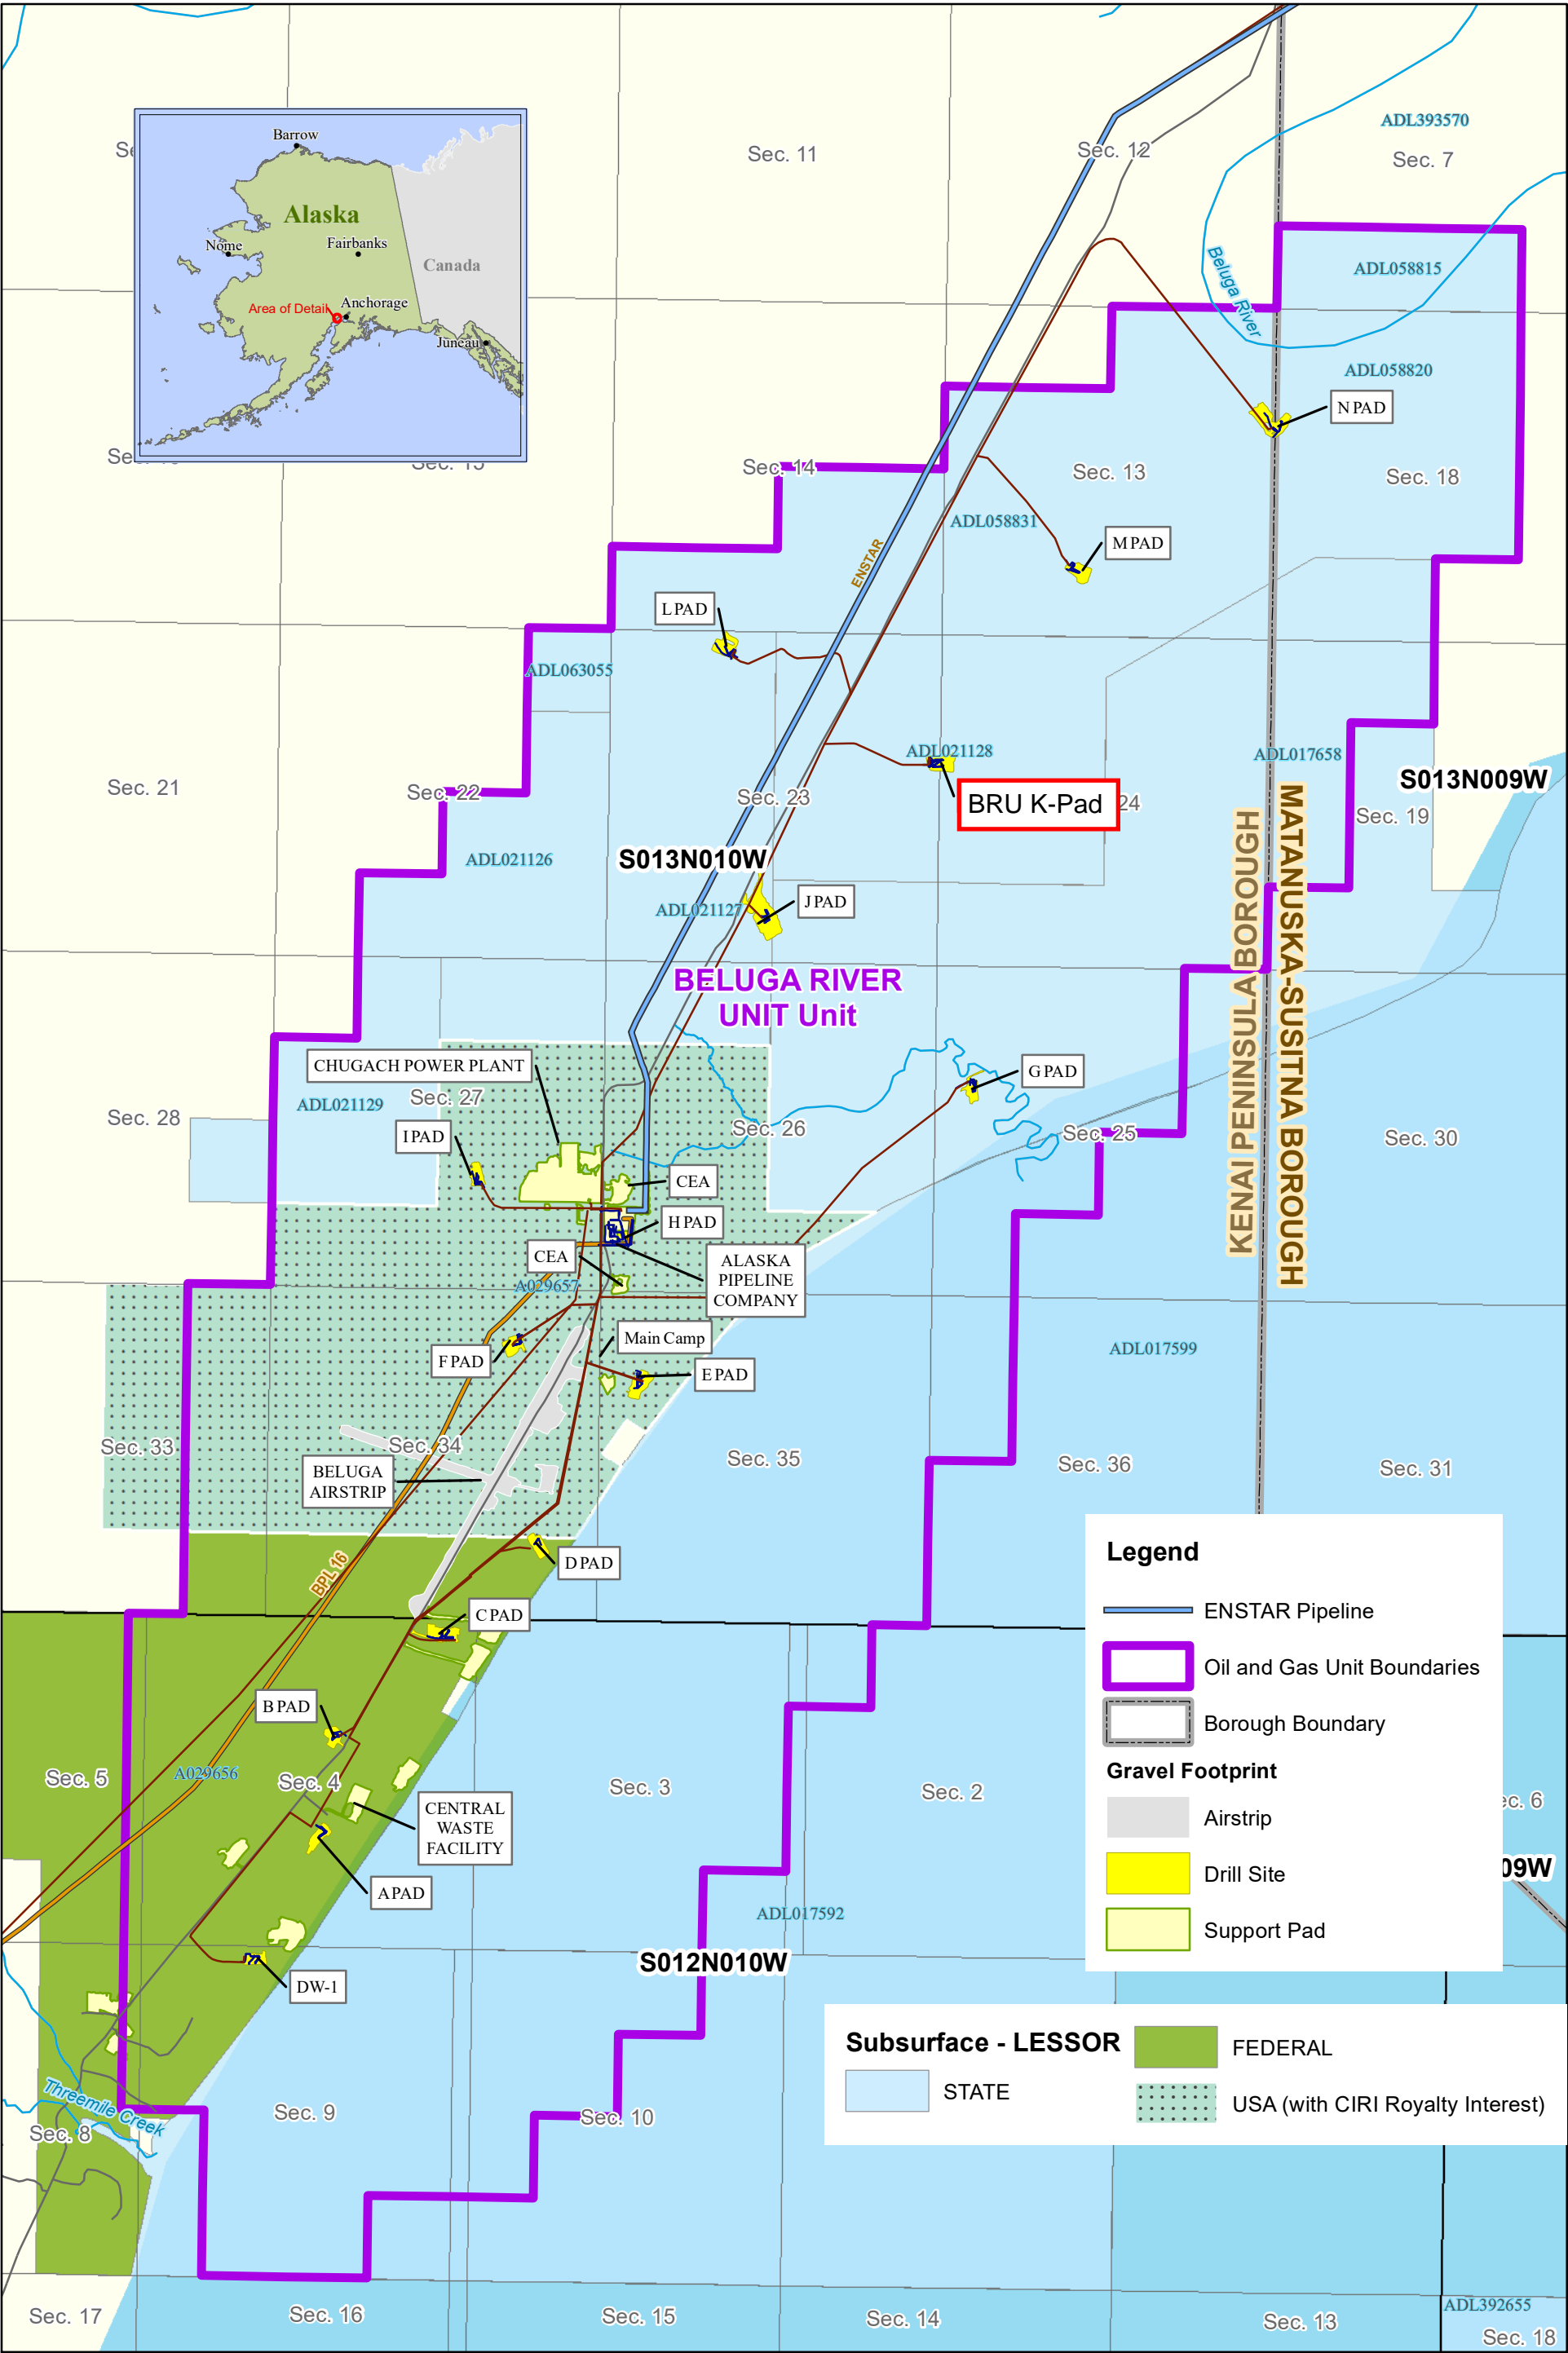 Barrow
Alaska
Nome
Fairbanks
Canada
Area of Detail
Anchorage
Juneau
Sec. 11
Sec. 12
ADL393570
Sec. 7
Beluga River
ADL058815
ADL058820
N PAD
Sec. 14
Sec. 13
Sec. 18
ADL058831
M PAD
ENSTAR
L PAD
ADL063055
ADL021128
ADL017658
S013N009W
Sec. 21
Sec. 22
Sec. 23
BRU K-Pad
24
Sec. 19
ADL021126
S013N010W
ADL021127
J PAD
KENAI PENINSULA BOROUGH
MATANUSKA-SUSITNA BOROUGH
BELUGA RIVER
UNIT Unit
CHUGACH POWER PLANT
G PAD
Sec. 28
ADL021129
Sec. 27
Sec. 26
Sec. 25
Sec. 30
I PAD
CEA
H PAD
CEA
ALASKA
PIPELINE
COMPANY
A029657
Main Camp
F PAD
E PAD
ADL017599
Sec. 33
Sec. 34
BELUGA
AIRSTRIP
Sec. 35
Sec. 36
Sec. 31
D PAD
BPL 16
C PAD
B PAD
Sec. 5
A029656
Sec. 4
Sec. 3
Sec. 2
ec. 6
CENTRAL
WASTE
FACILITY
A PAD
09W
ADL017592
S012N010W
DW-1
Threemile Creek
Sec. 8
Sec. 9
Sec. 10
Sec. 17
Sec. 16
Sec. 15
Sec. 14
Sec. 13
ADL392655
Sec. 18
Legend
ENSTAR Pipeline
Oil and Gas Unit Boundaries
Borough Boundary
Gravel Footprint
Airstrip
Drill Site
Support Pad
Subsurface - LESSOR
STATE
FEDERAL
USA (with CIRI Royalty Interest)